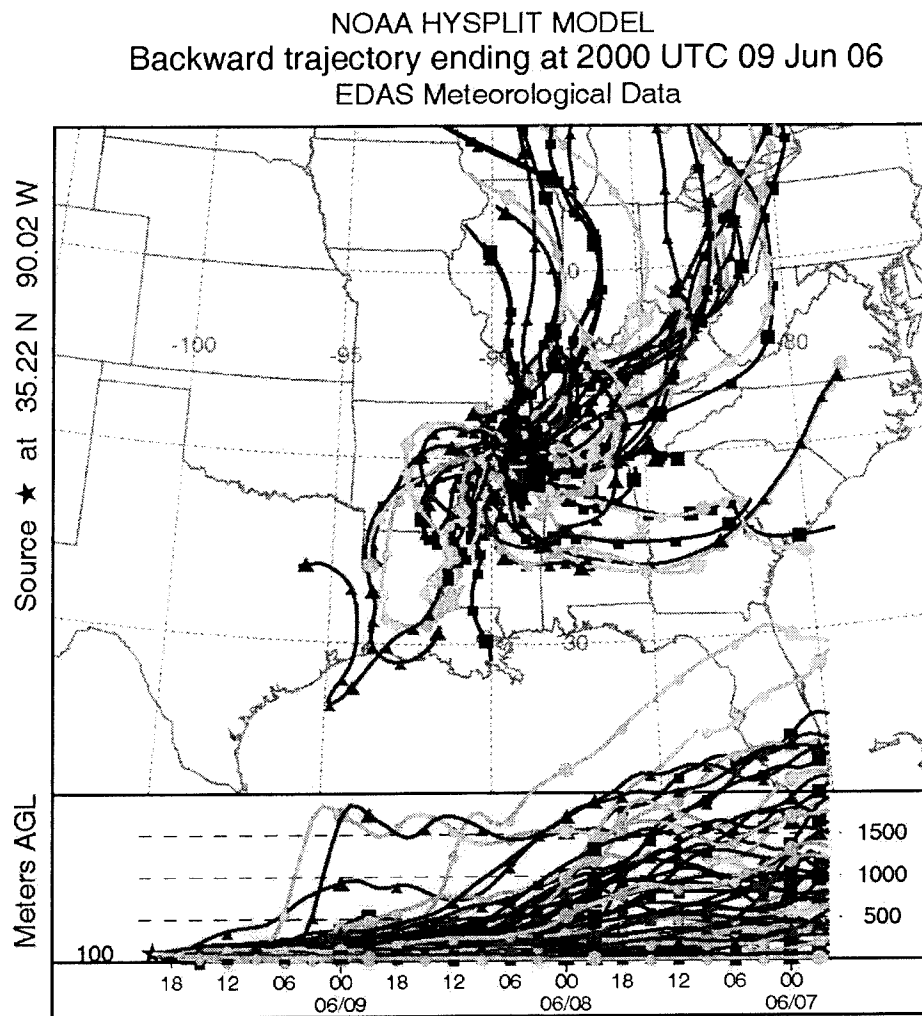 NOAA HYSPLIT MODEL
Backward trajectory ending at 2000 UTC 09 Jun 06
EDAS Meteorological Data
Source ★ at 35.22 N 90.02 W
-100
-95
-80
30
Meters AGL
1500
1000
500
100
18 12 06 00 18 12 06 00 18 12 06 00
06/09 06/08 06/07